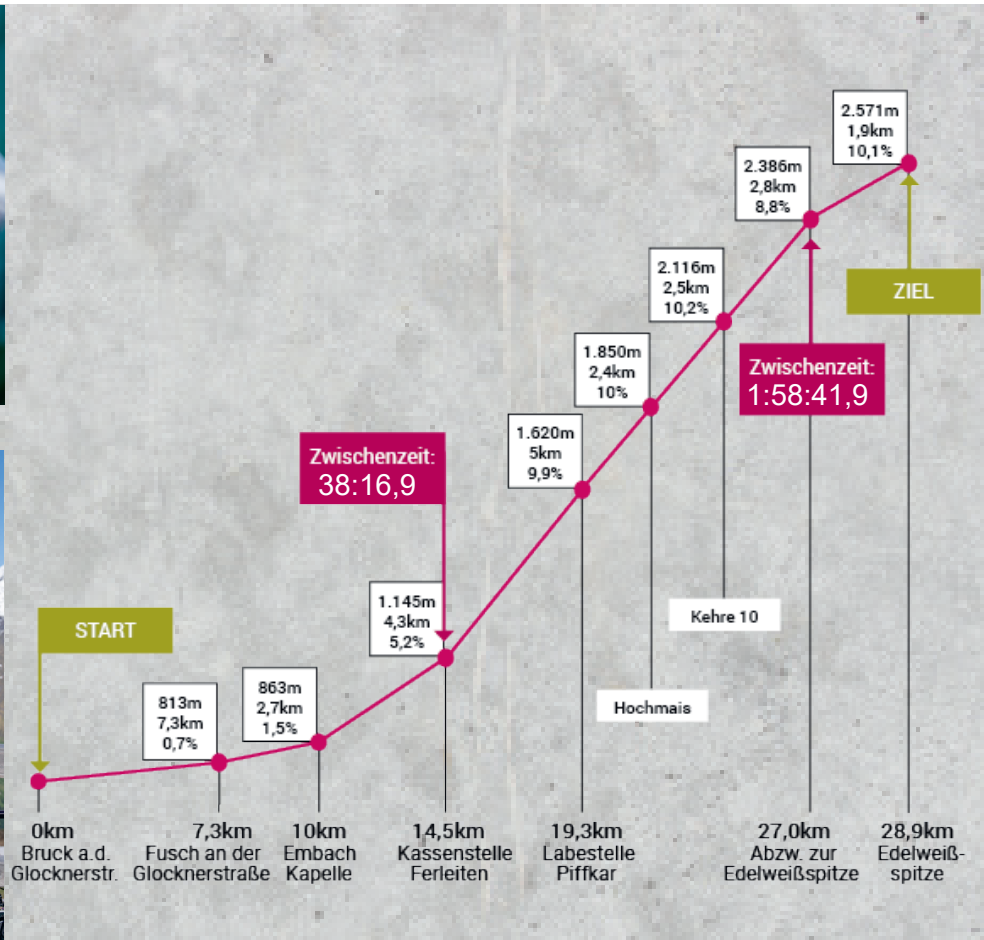 2.571m
1,9km
10,1%
2.386m
2,8km
8,8%
ZIEL
2.116m
2,5km
10,2%
1.850m
2,4km
10%
Zwischenzeit:
1:58:41,9
1.620m
5km
9,9%
Zwischenzeit:
38:16,9
1.145m
4,3km
5,2%
START
Kehre 10
863m
2,7km
1,5%
813m
7,3km
0,7%
Hochmais
0km
Bruck a.d.
Glocknerstr.
7,3km
Fusch an der
Glocknerstraße
10km
Embach
Kapelle
14,5km
Kassenstelle
Ferleiten
19,3km
Labestelle
Piffkar
27,0km
Abzw. zur
Edelweißspitze
28,9km
Edelweiß-
spitze